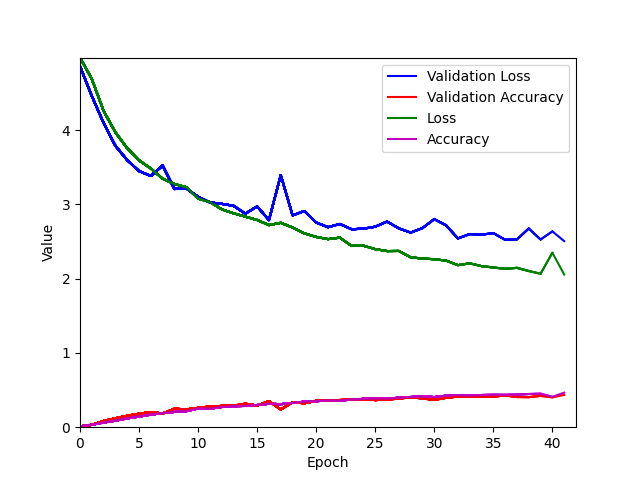 Validation Loss
Validation Accuracy
Loss
Accuracy
4
3
2
1
0
Value
0 5 10 15 20 25 30 35 40
Epoch